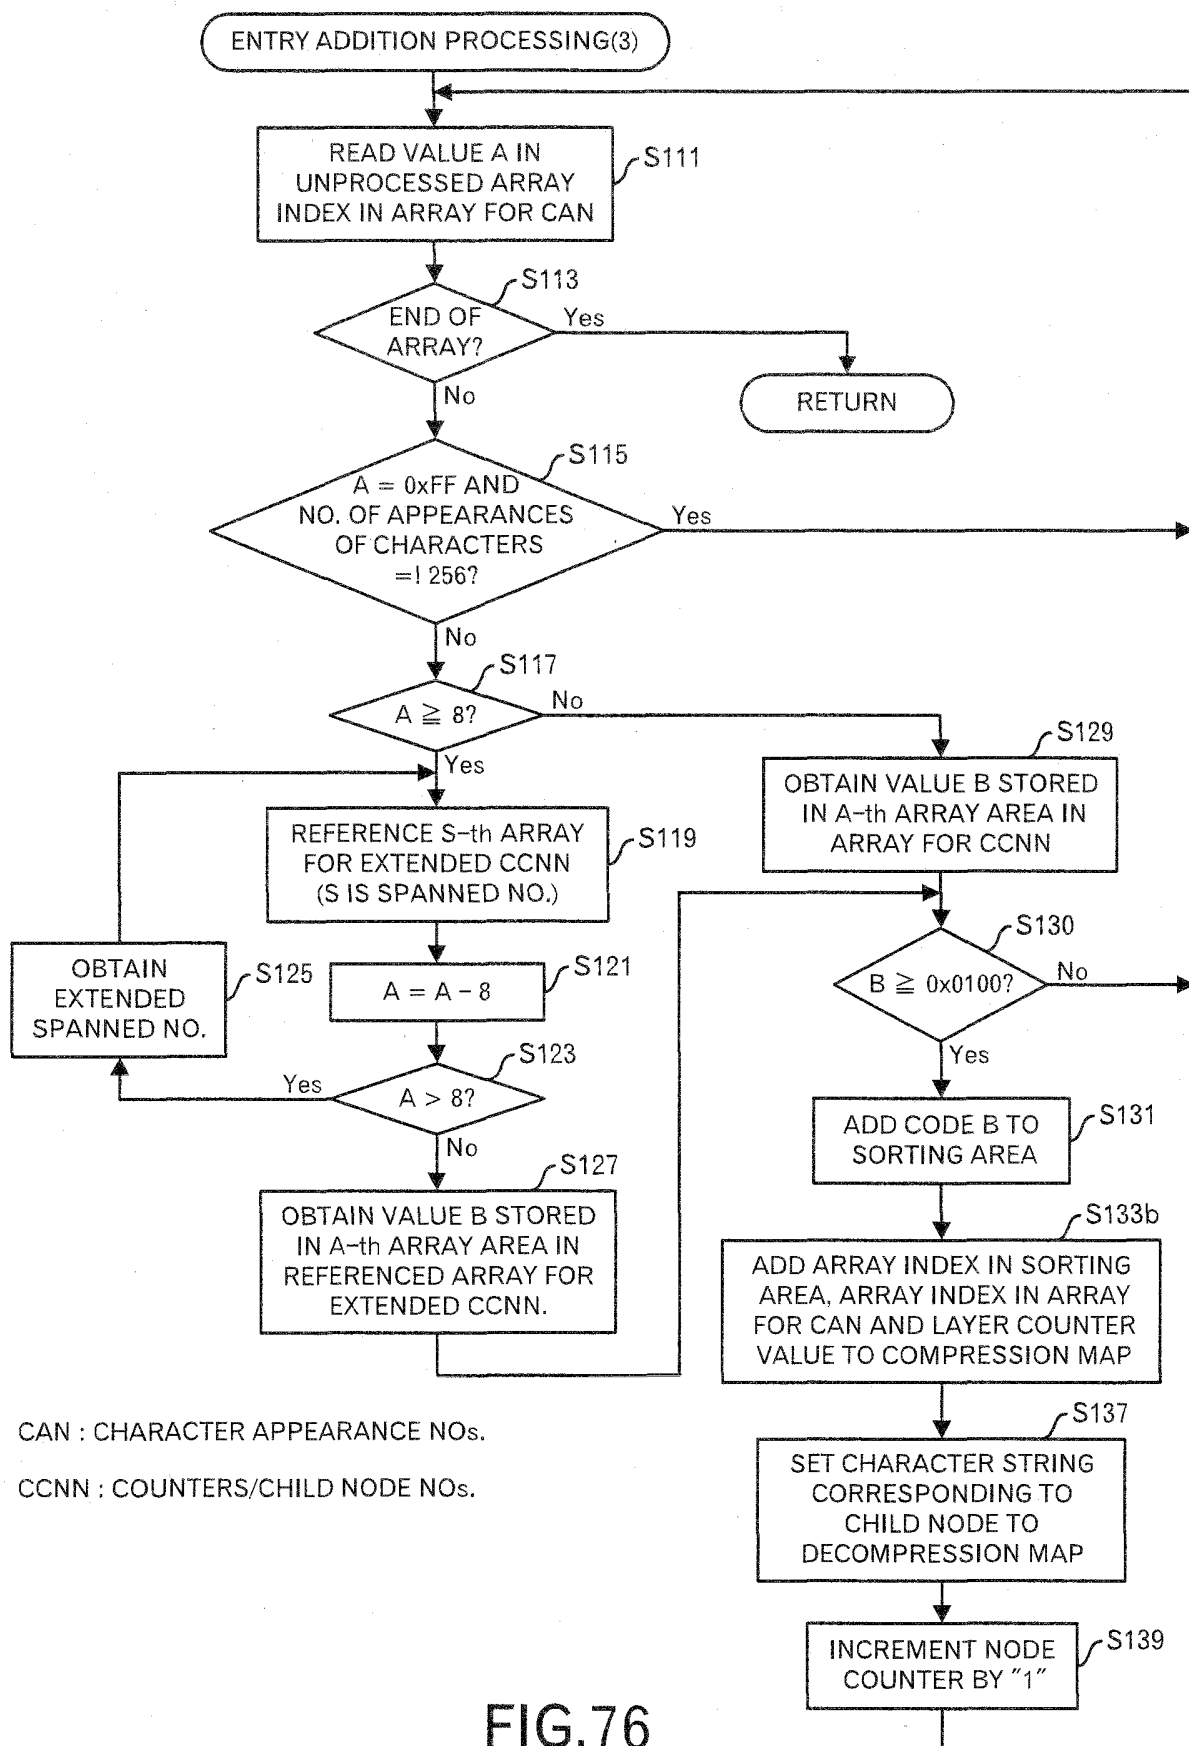 ENTRY ADDITION PROCESSING(3)
READ VALUE A IN
UNPROCESSED ARRAY
INDEX IN ARRAY FOR CAN
S111
END OF
ARRAY?
S113
Yes
No
RETURN
A = 0xFF AND
NO. OF APPEARANCES
OF CHARACTERS
=! 256?
S115
Yes
No
A ≧ 8?
S117
No
Yes
REFERENCE S-th ARRAY
FOR EXTENDED CCNN
(S IS SPANNED NO.)
S119
A = A - 8
S121
A > 8?
S123
Yes
No
OBTAIN
EXTENDED
SPANNED NO.
S125
OBTAIN VALUE B STORED
IN A-th ARRAY AREA IN
REFERENCED ARRAY FOR
EXTENDED CCNN.
S127
OBTAIN VALUE B STORED
IN A-th ARRAY AREA IN
ARRAY FOR CCNN
S129
B ≧ 0x0100?
S130
No
Yes
ADD CODE B TO
SORTING AREA
S131
ADD ARRAY INDEX IN SORTING
AREA, ARRAY INDEX IN ARRAY
FOR CAN AND LAYER COUNTER
VALUE TO COMPRESSION MAP
S133b
SET CHARACTER STRING
CORRESPONDING TO
CHILD NODE TO
DECOMPRESSION MAP
S137
INCREMENT NODE
COUNTER BY "1"
S139
CAN : CHARACTER APPEARANCE NOs.
CCNN : COUNTERS/CHILD NODE NOs.
FIG.76